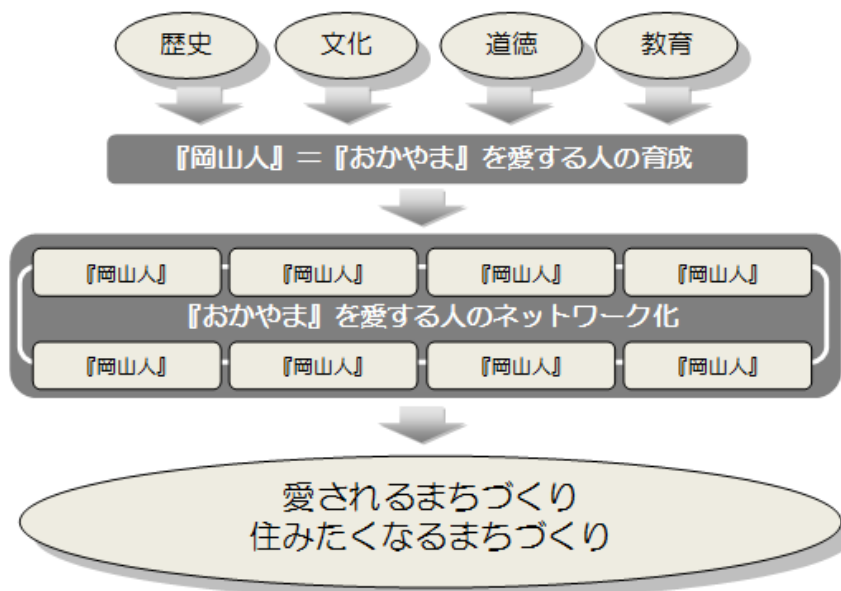 歴史
文化
道徳
教育
『岡山人』＝『おかやま』を愛する人の育成
『岡山人』
『岡山人』
『岡山人』
『岡山人』
『おかやま』を愛する人のネットワーク化
『岡山人』
『岡山人』
『岡山人』
『岡山人』
愛されるまちづくり
住みたくなるまちづくり